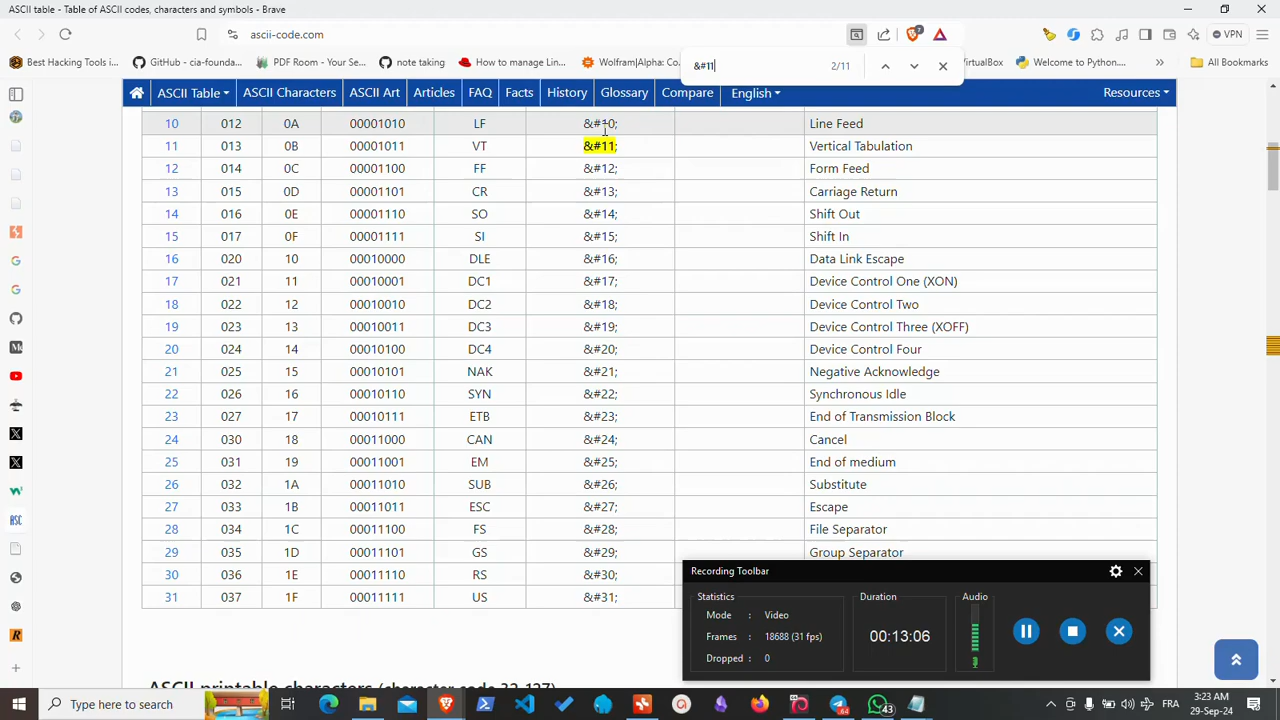 ASCII table - Table of ASCII codes, characters and symbols - Brave
ascii-code.com
7
VPN
Best Hacking Tools i...
GitHub - cia-founda...
PDF Room - Your Se...
note taking
How to manage Lin...
Wolfram|Alpha: Co...
VirtualBox
Welcome to Python....
All Bookmarks
&#11
2/11
ASCII Table
ASCII Characters
ASCII Art
Articles
FAQ
Facts
History
Glossary
Compare
English
Resources
10 012 0A 00001010 LF &#10; Line Feed
11 013 0B 00001011 VT &#11; Vertical Tabulation
12 014 0C 00001100 FF &#12; Form Feed
13 015 0D 00001101 CR &#13; Carriage Return
14 016 0E 00001110 SO &#14; Shift Out
15 017 0F 00001111 SI &#15; Shift In
16 020 10 00010000 DLE &#16; Data Link Escape
17 021 11 00010001 DC1 &#17; Device Control One (XON)
18 022 12 00010010 DC2 &#18; Device Control Two
19 023 13 00010011 DC3 &#19; Device Control Three (XOFF)
20 024 14 00010100 DC4 &#20; Device Control Four
21 025 15 00010101 NAK &#21; Negative Acknowledge
22 026 16 00010110 SYN &#22; Synchronous Idle
23 027 17 00010111 ETB &#23; End of Transmission Block
24 030 18 00011000 CAN &#24; Cancel
25 031 19 00011001 EM &#25; End of medium
26 032 1A 00011010 SUB &#26; Substitute
27 033 1B 00011011 ESC &#27; Escape
28 034 1C 00011100 FS &#28; File Separator
29 035 1D 00011101 GS &#29; Group Separator
30 036 1E 00011110 RS &#30;
31 037 1F 00011111 US &#31;
ASCII printable characters (character code 32-127)
Recording Toolbar
Statistics
Mode : Video
Frames : 18688 (31 fps)
Dropped : 0
Duration
00:13:06
Audio
Type here to search
64
43
FRA
3:23 AM
29-Sep-24